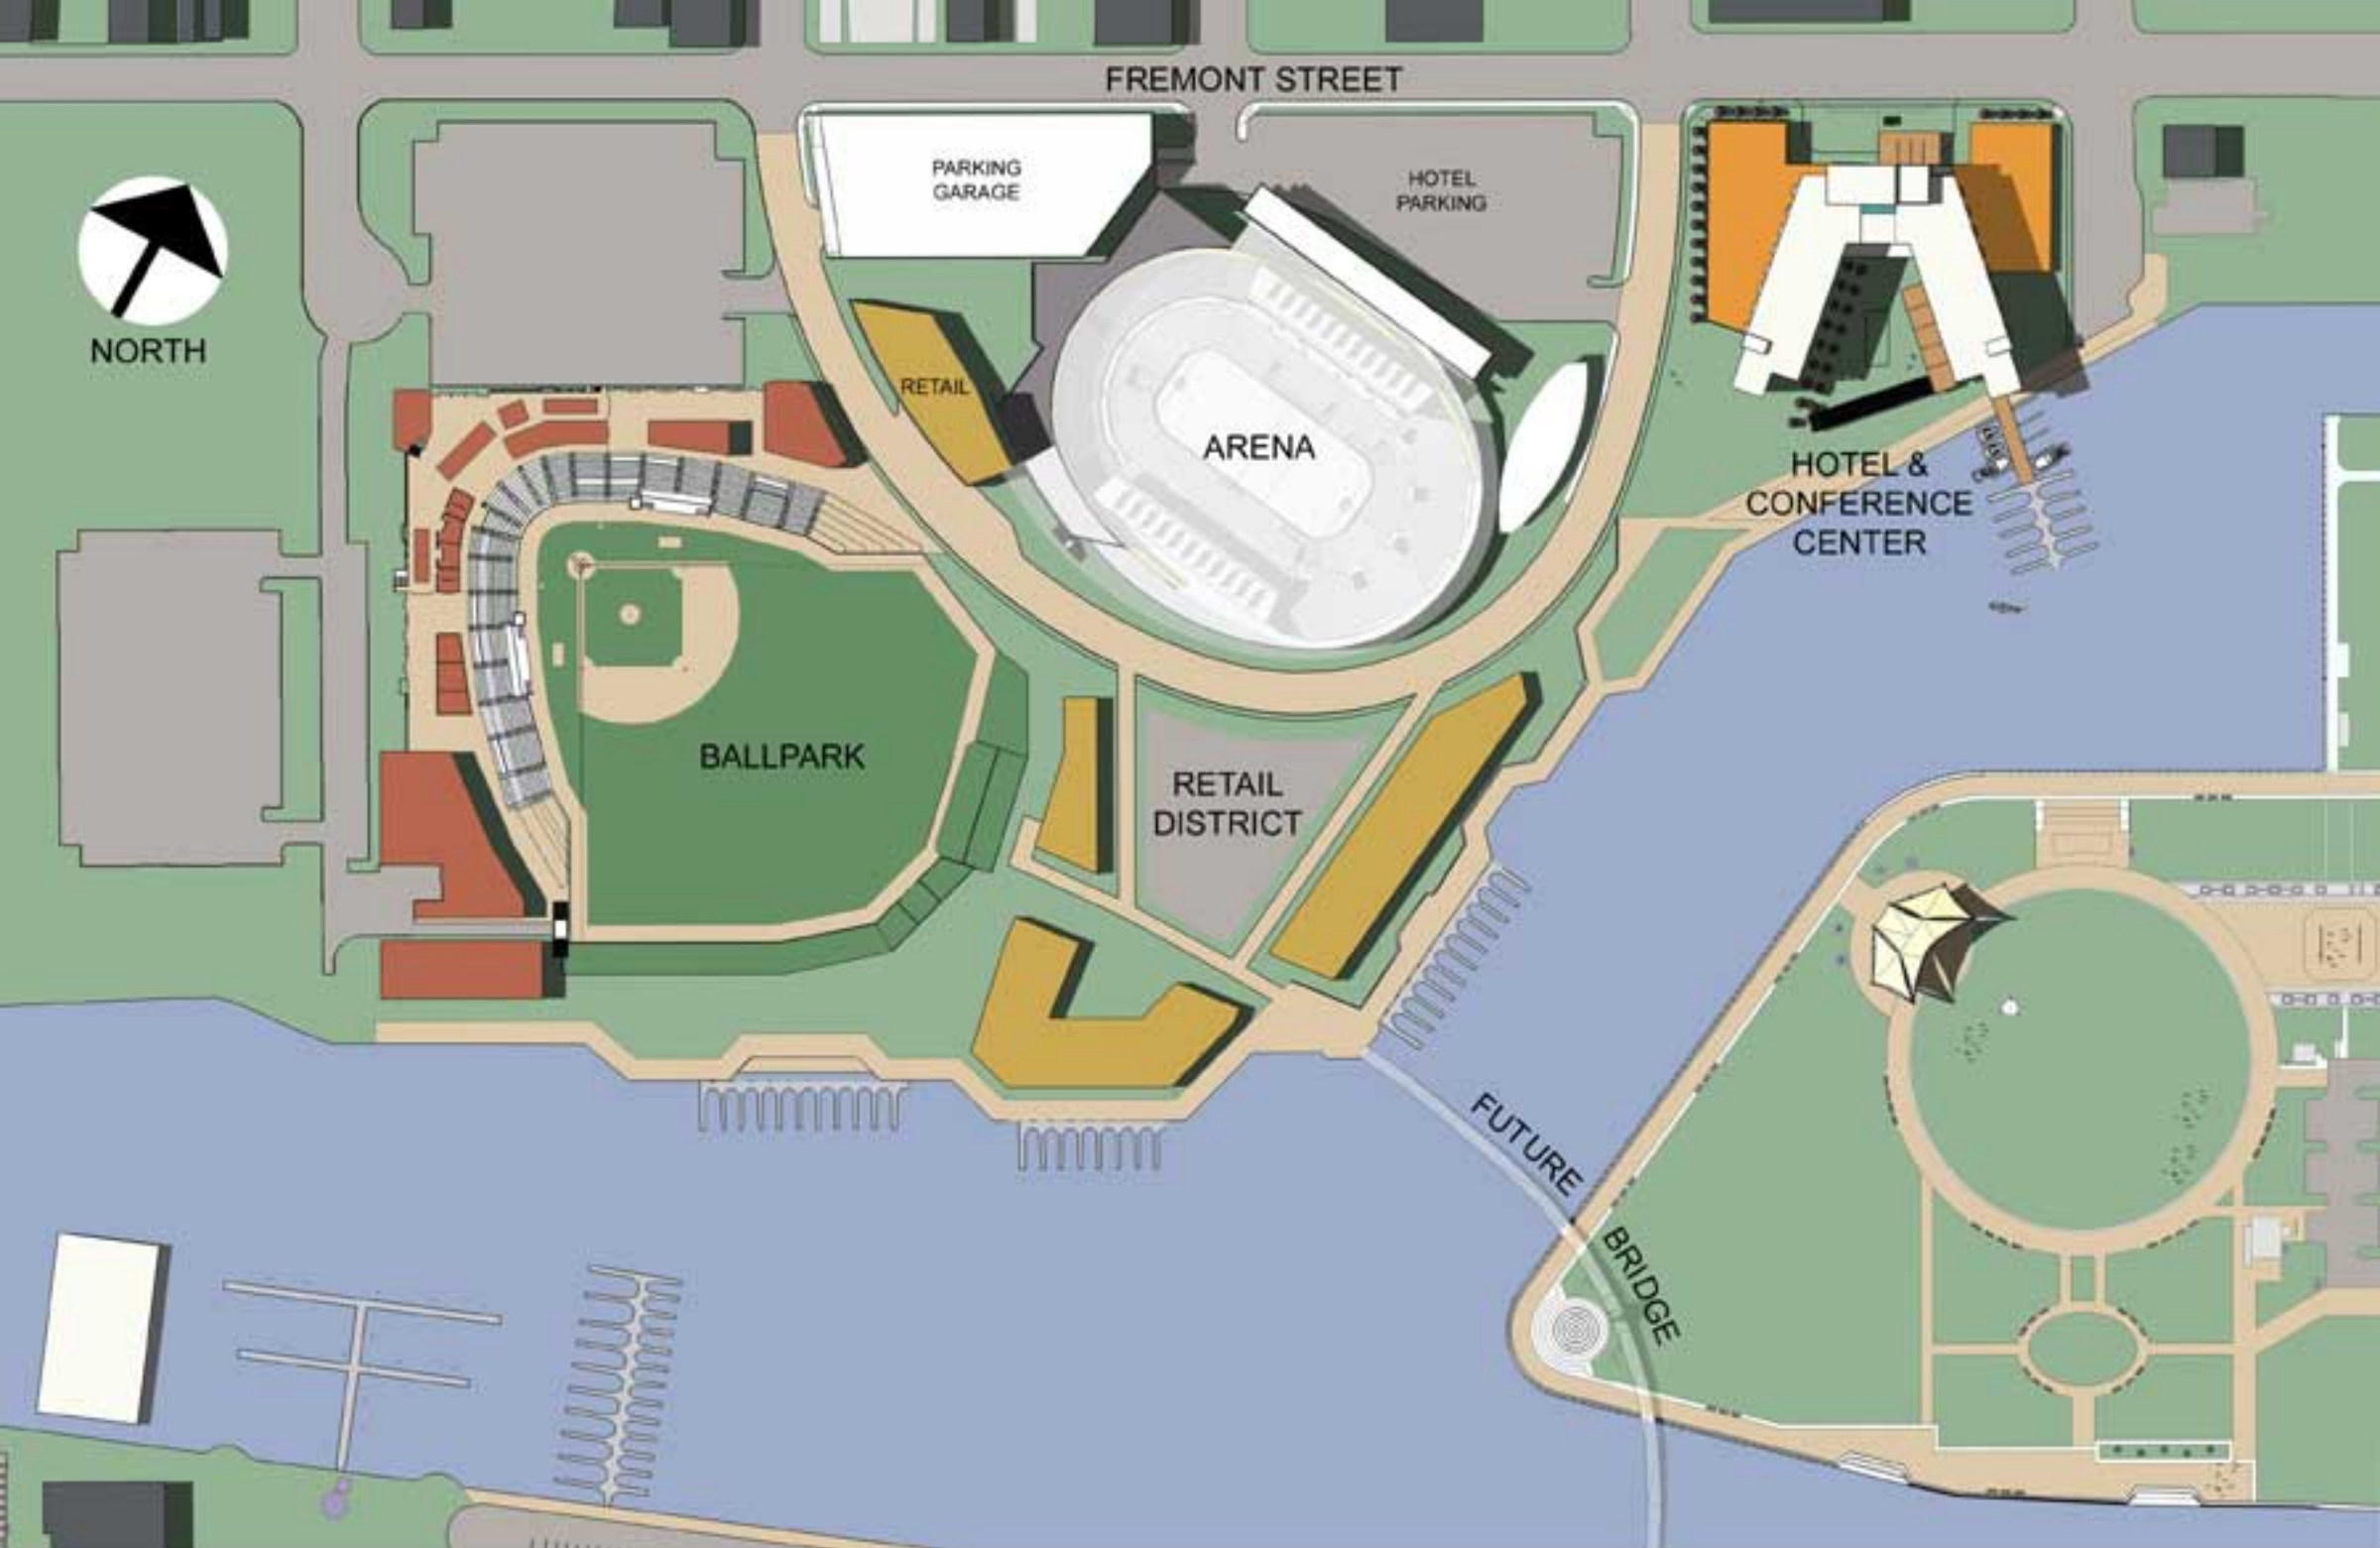 FREMONT STREET
PARKING
GARAGE
HOTEL
PARKING
NORTH
RETAIL
ARENA
HOTEL &
CONFERENCE
CENTER
BALLPARK
RETAIL
DISTRICT
FUTURE
BRIDGE